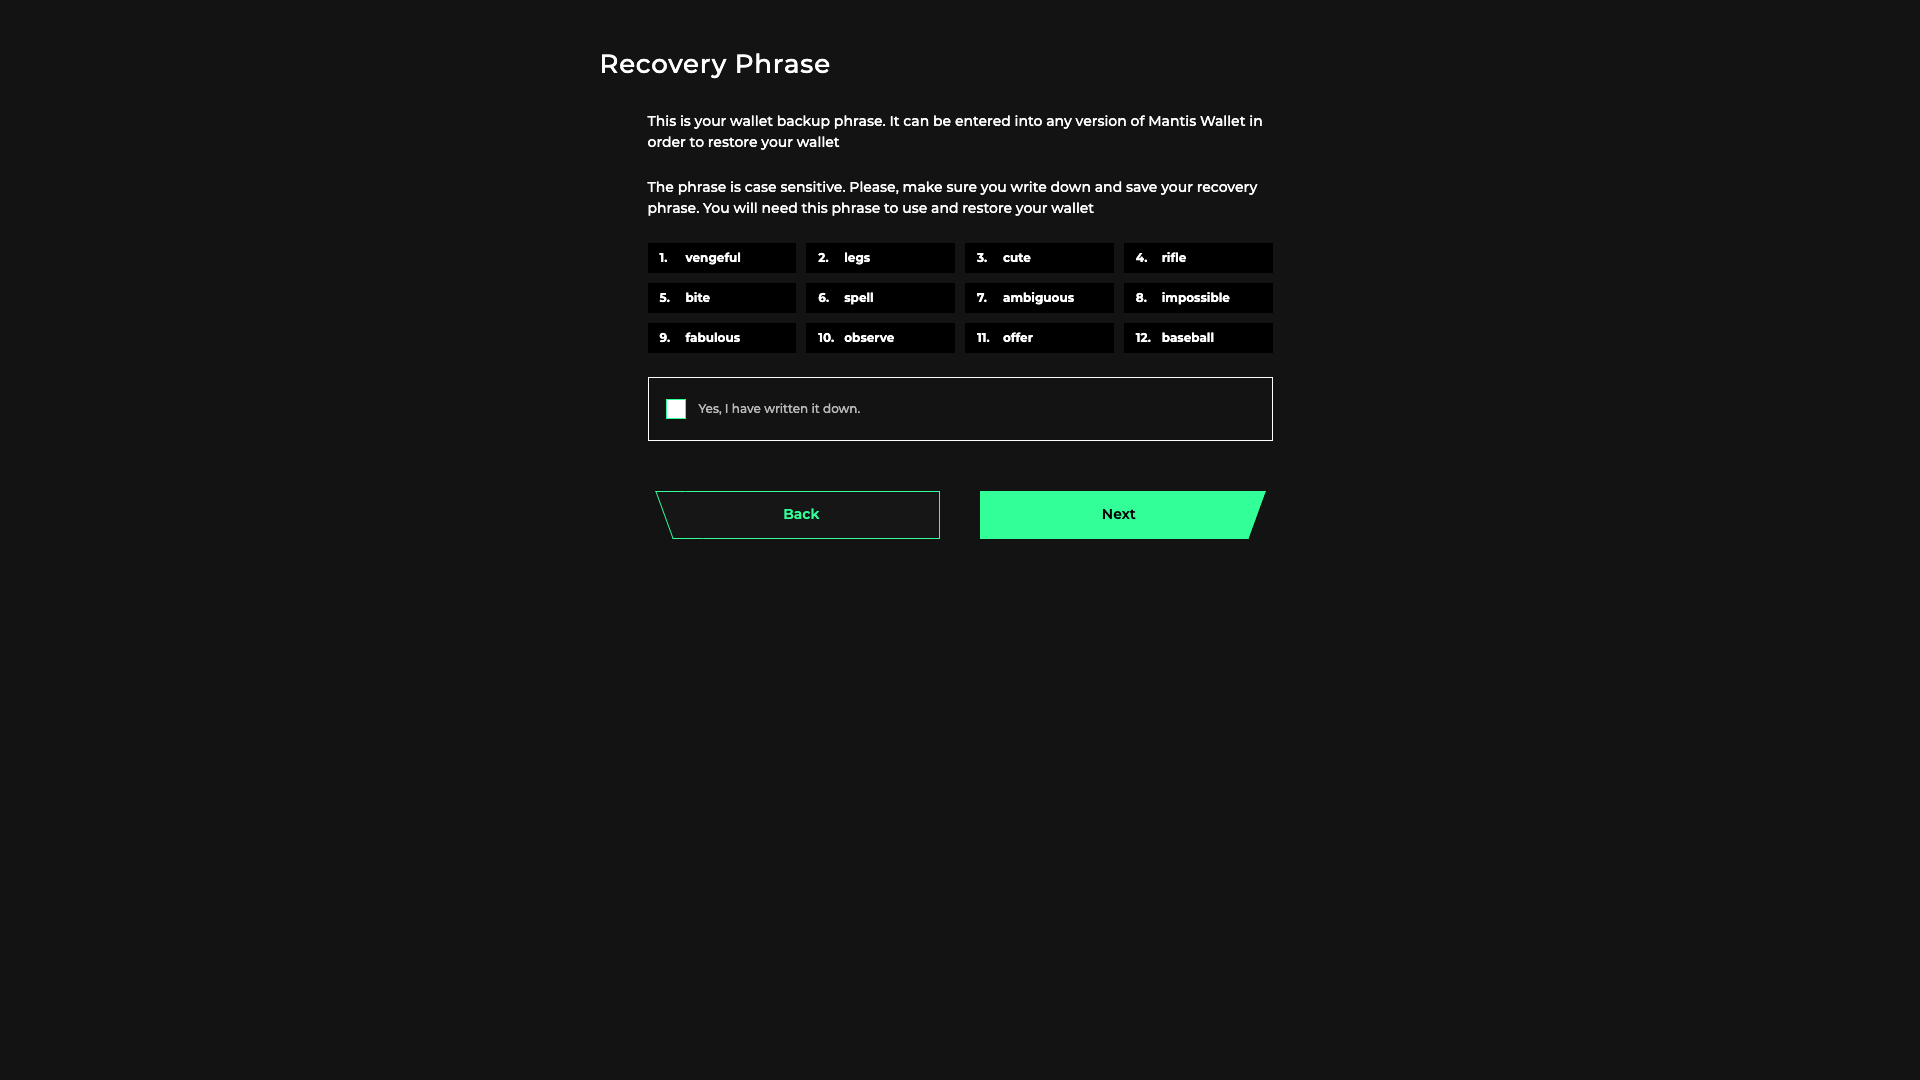 Recovery Phrase
This is your wallet backup phrase. It can be entered into any version of Mantis Wallet in
order to restore your wallet
The phrase is case sensitive. Please, make sure you write down and save your recovery
phrase. You will need this phrase to use and restore your wallet
1. vengeful 2. legs 3. cute 4. rifle
5. bite 6. spell 7. ambiguous 8. impossible
9. fabulous 10. observe 11. offer 12. baseball
Yes, I have written it down.
Back Next